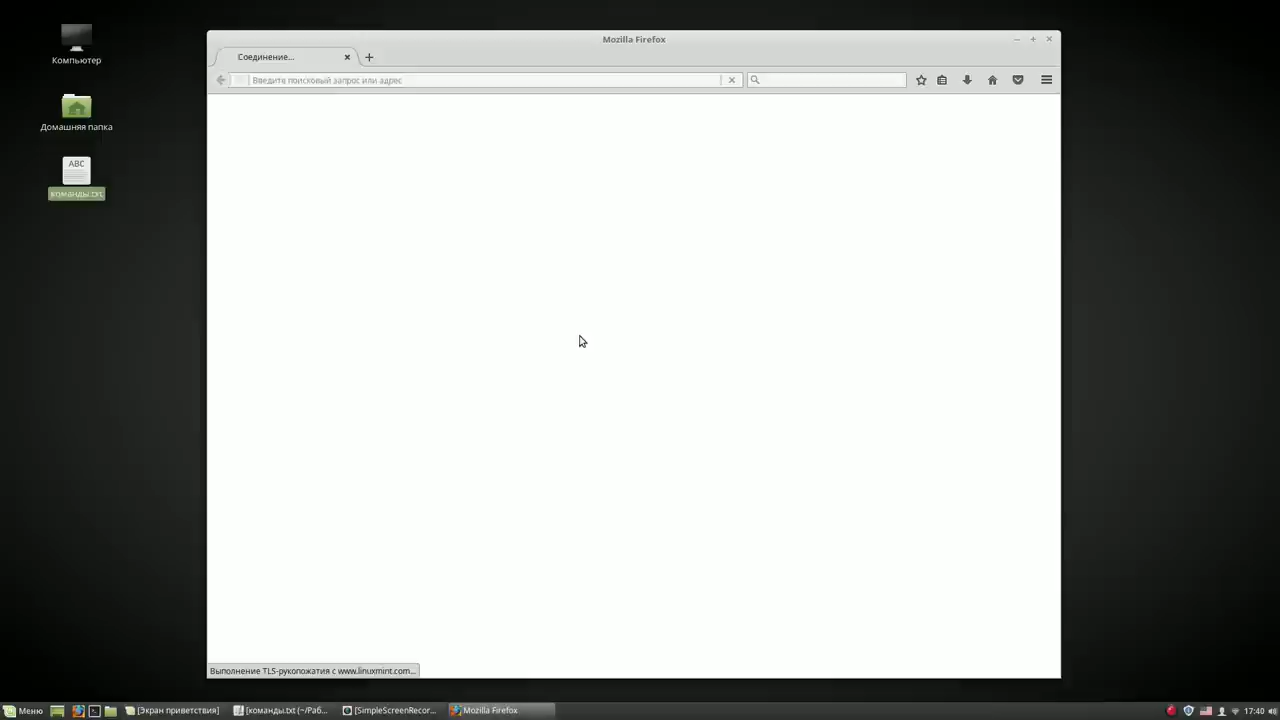 Mozilla Firefox
Соединение...
Введите поисковый запрос или адрес
Компьютер
Домашняя папка
ABC
команды.txt
Выполнение TLS-рукопожатия с www.linuxmint.com...
Меню
[Экран приветствия]
[команды.txt (~/Раб...
[SimpleScreenRecor...
Mozilla Firefox
17:40